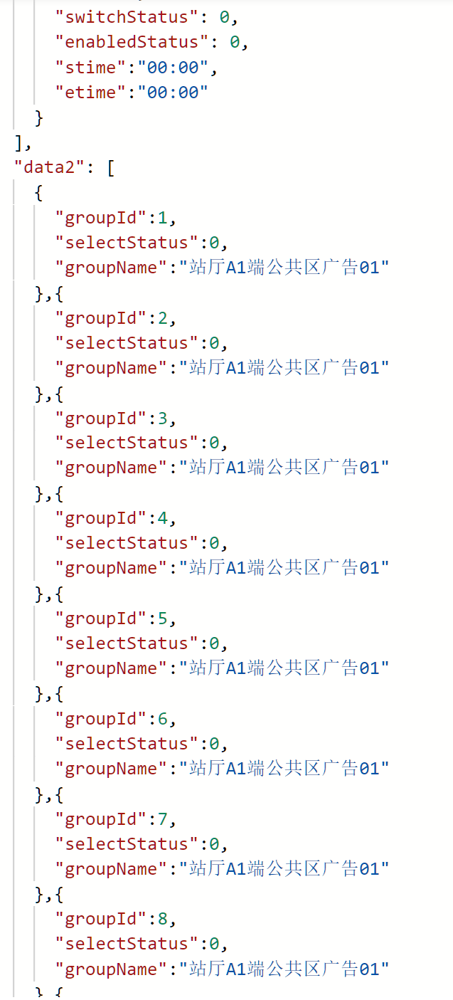 "switchStatus": 0,
"enabledStatus": 0,
"stime":"00:00",
"etime":"00:00"
}
],
"data2": [
{
"groupId":1,
"selectStatus":0,
"groupName":"站厅A1端公共区广告01"
},{
"groupId":2,
"selectStatus":0,
"groupName":"站厅A1端公共区广告01"
},{
"groupId":3,
"selectStatus":0,
"groupName":"站厅A1端公共区广告01"
},{
"groupId":4,
"selectStatus":0,
"groupName":"站厅A1端公共区广告01"
},{
"groupId":5,
"selectStatus":0,
"groupName":"站厅A1端公共区广告01"
},{
"groupId":6,
"selectStatus":0,
"groupName":"站厅A1端公共区广告01"
},{
"groupId":7,
"selectStatus":0,
"groupName":"站厅A1端公共区广告01"
},{
"groupId":8,
"selectStatus":0,
"groupName":"站厅A1端公共区广告01"
},{